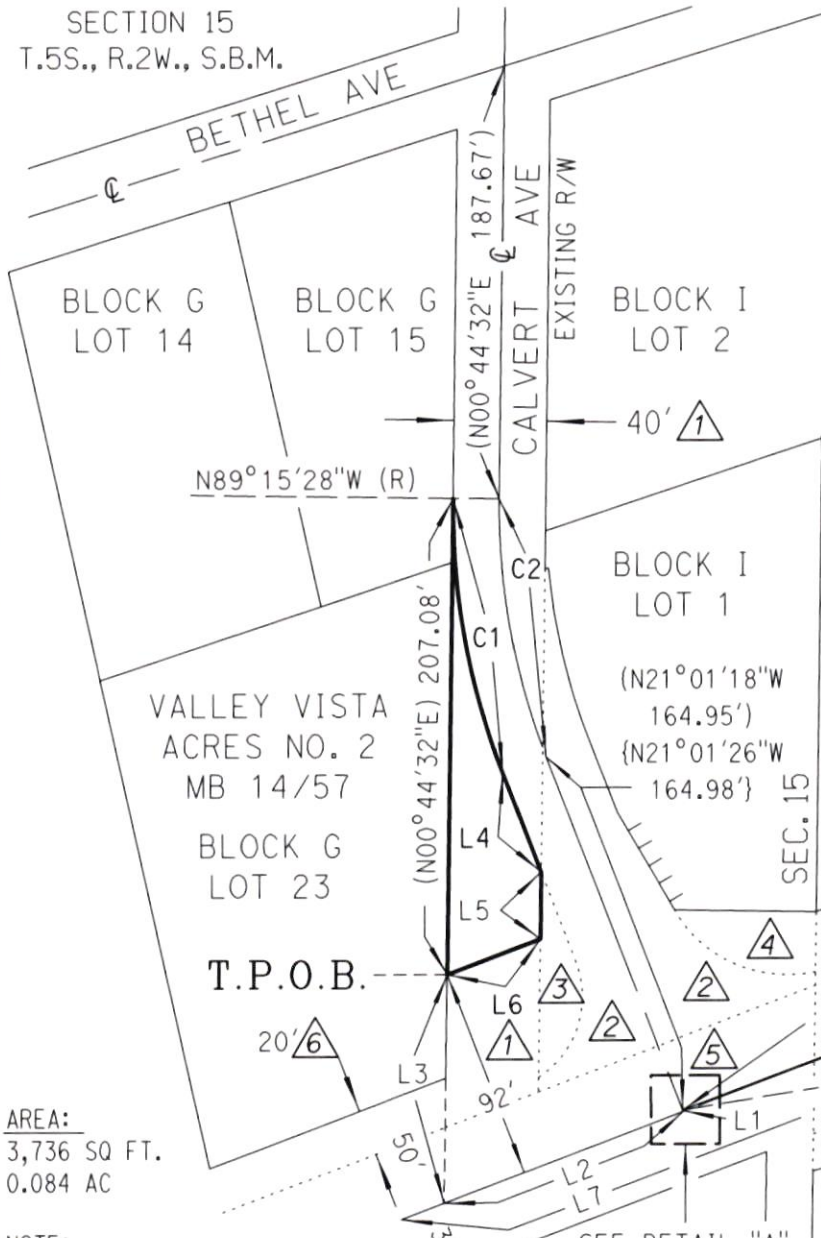 SECTION 15
T.5S., R.2W., S.B.M.
BETHEL AVE
℄
(N00°44'32"E 187.67')
℄
CALVERT AVE
EXISTING R/W
BLOCK G
LOT 14
BLOCK G
LOT 15
BLOCK I
LOT 2
40' 1
N89°15'28"W (R)
C2
BLOCK I
LOT 1
C1
(N00°44'32"E) 207.08'
(N21°01'18"W
164.95')
{N21°01'26"W
164.98'}
VALLEY VISTA
ACRES NO. 2
MB 14/57
SEC. 15
L4
BLOCK G
LOT 23
L5
4
T.P.O.B.
3
2
L6
20' 6
1
2
5
L3
92'
L1
AREA:
3,736 SQ FT.
0.084 AC
50'
L2
L7
NOTE:
SEE DETAIL "A"